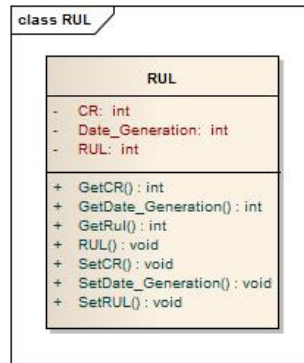 class RUL
RUL
- CR: int
- Date_Generation: int
- RUL: int
+ GetCR() : int
+ GetDate_Generation() : int
+ GetRul() : int
+ RUL() : void
+ SetCR() : void
+ SetDate_Generation() : void
+ SetRUL() : void